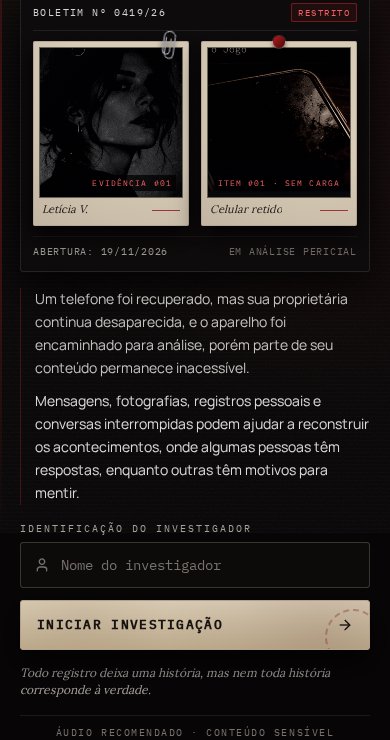 BOLETIM Nº 0419/26
RESTRITO
o Jogo
EVIDÊNCIA #01
ITEM #01 · SEM CARGA
Letícia V.
Celular retido
ABERTURA: 19/11/2026
EM ANÁLISE PERICIAL
Um telefone foi recuperado, mas sua proprietária
continua desaparecida, e o aparelho foi
encaminhado para análise, porém parte de seu
conteúdo permanece inacessível.
Mensagens, fotografias, registros pessoais e
conversas interrompidas podem ajudar a reconstruir
os acontecimentos, onde algumas pessoas têm
respostas, enquanto outras têm motivos para
mentir.
IDENTIFICAÇÃO DO INVESTIGADOR
Nome do investigador
INICIAR INVESTIGAÇÃO
Todo registro deixa uma história, mas nem toda história
corresponde à verdade.
ÁUDIO RECOMENDADO · CONTEÚDO SENSÍVEL